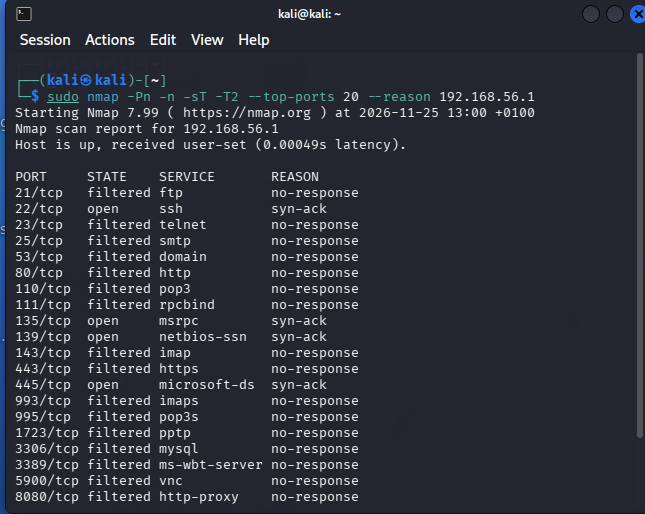 kali@kali: ~
Session Actions Edit View Help
┌──(kali㉿kali)-[~]
└─$ sudo nmap -Pn -n -sT -T2 --top-ports 20 --reason 192.168.56.1
Starting Nmap 7.99 ( https://nmap.org ) at 2026-11-25 13:00 +0100
Nmap scan report for 192.168.56.1
Host is up, received user-set (0.00049s latency).

PORT     STATE    SERVICE       REASON
21/tcp   filtered ftp           no-response
22/tcp   open     ssh           syn-ack
23/tcp   filtered telnet        no-response
25/tcp   filtered smtp          no-response
53/tcp   filtered domain        no-response
80/tcp   filtered http          no-response
110/tcp  filtered pop3          no-response
111/tcp  filtered rpcbind       no-response
135/tcp  open     msrpc         syn-ack
139/tcp  open     netbios-ssn   syn-ack
143/tcp  filtered imap          no-response
443/tcp  filtered https         no-response
445/tcp  open     microsoft-ds  syn-ack
993/tcp  filtered imaps         no-response
995/tcp  filtered pop3s         no-response
1723/tcp filtered pptp          no-response
3306/tcp filtered mysql         no-response
3389/tcp filtered ms-wbt-server no-response
5900/tcp filtered vnc           no-response
8080/tcp filtered http-proxy    no-response